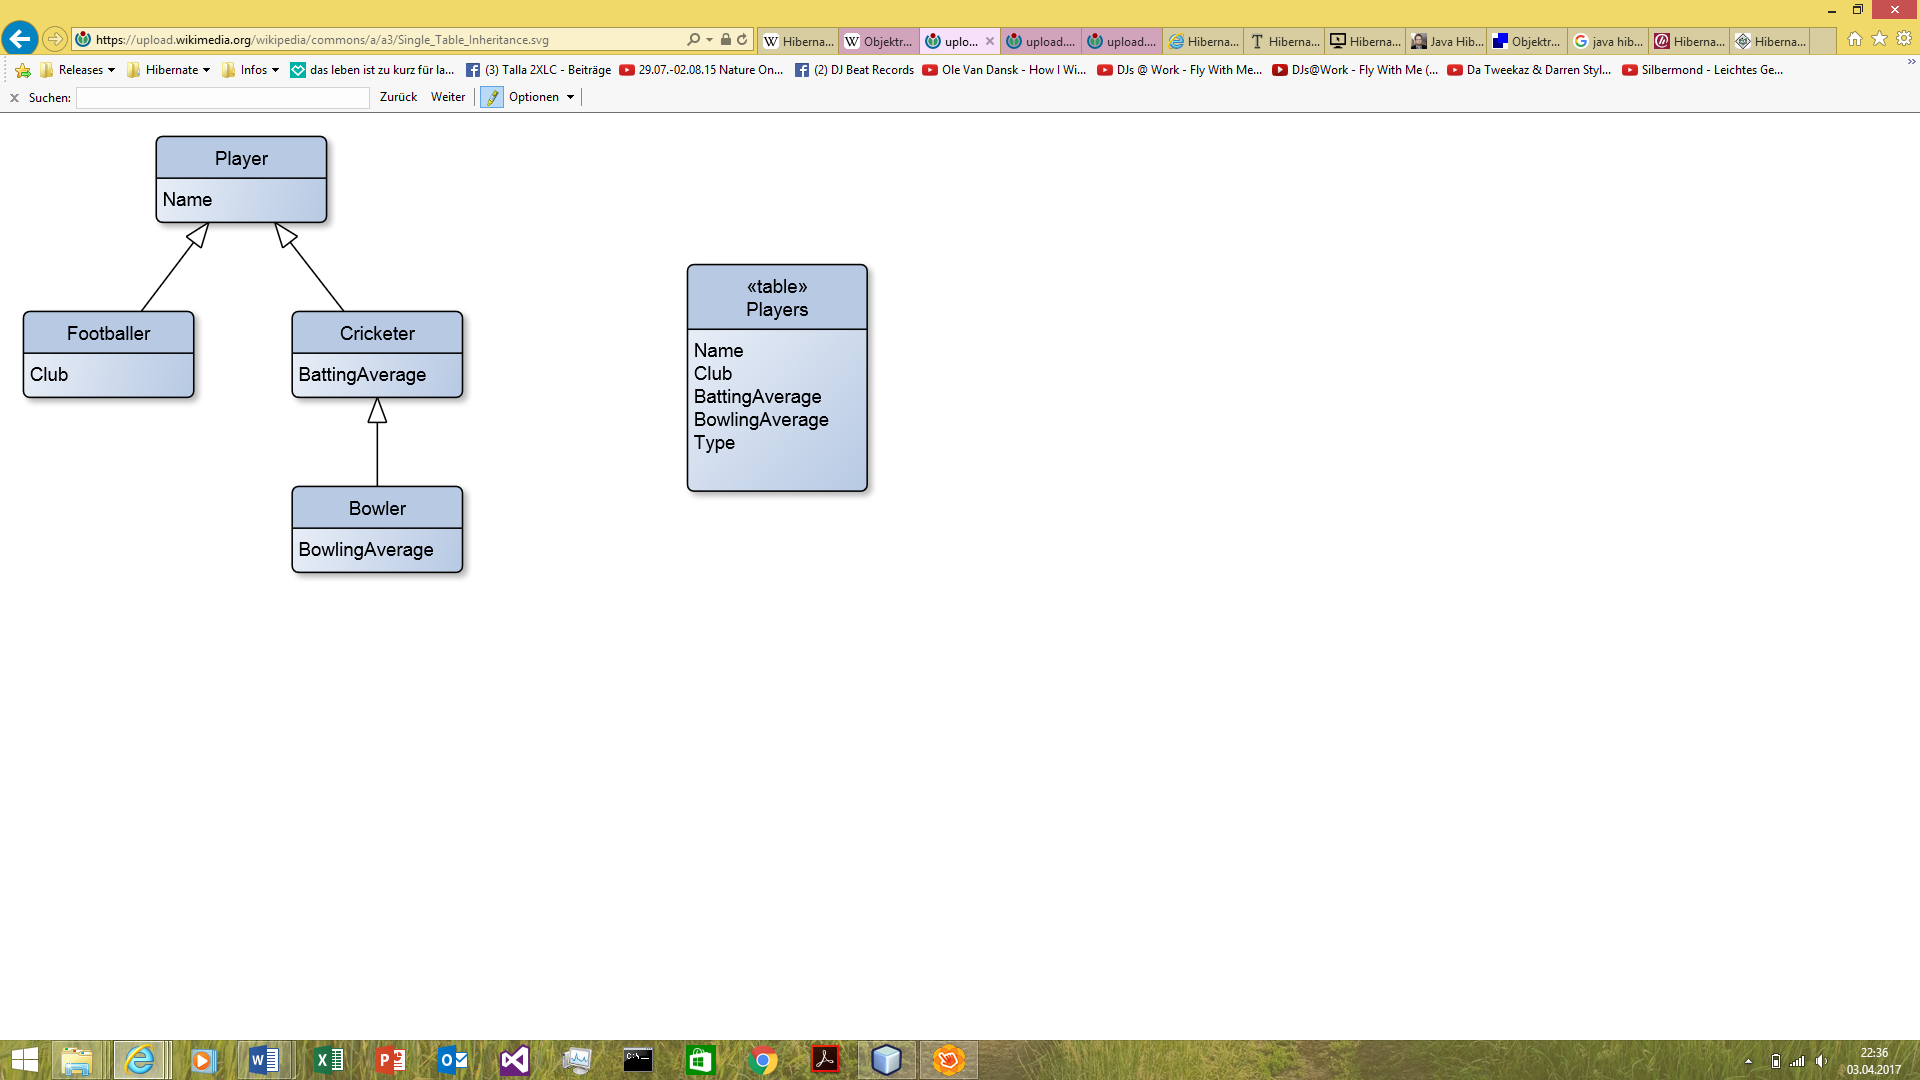 https://upload.wikimedia.org/wikipedia/commons/a/a3/Single_Table_Inheritance.svg
Hiberna...
Objektr...
uplo...
upload....
upload....
Hiberna...
Hiberna...
Hiberna...
Java Hib...
Objektr...
java hib...
Hiberna...
Hiberna...
Releases
Hibernate
Infos
das leben ist zu kurz für la...
(3) Talla 2XLC - Beiträge
29.07.-02.08.15 Nature On...
(2) DJ Beat Records
Ole Van Dansk - How I Wi...
DJs @ Work - Fly With Me...
DJs@Work - Fly With Me (...
Da Tweekaz & Darren Styl...
Silbermond - Leichtes Ge...
Suchen:
Zurück
Weiter
Optionen
Player
Name
Footballer
Club
Cricketer
BattingAverage
Bowler
BowlingAverage
«table»
Players
Name
Club
BattingAverage
BowlingAverage
Type
22:36
03.04.2017